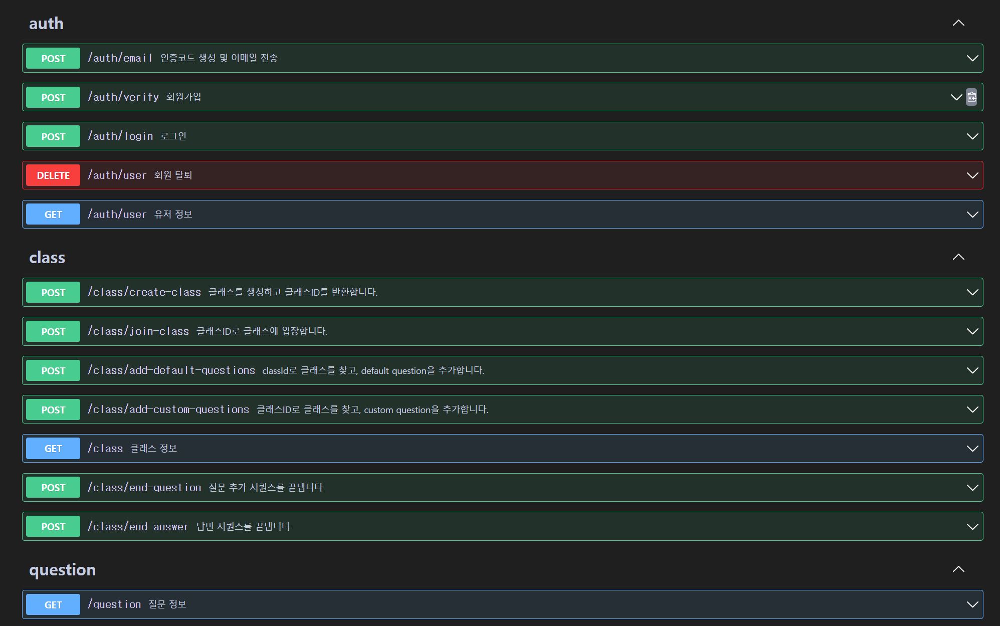 auth
POST /auth/email 인증코드 생성 및 이메일 전송
POST /auth/verify 회원가입
POST /auth/login 로그인
DELETE /auth/user 회원 탈퇴
GET /auth/user 유저 정보
class
POST /class/create-class 클래스를 생성하고 클래스ID를 반환합니다.
POST /class/join-class 클래스ID로 클래스에 입장합니다.
POST /class/add-default-questions classId로 클래스를 찾고, default question을 추가합니다.
POST /class/add-custom-questions 클래스ID로 클래스를 찾고, custom question을 추가합니다.
GET /class 클래스 정보
POST /class/end-question 질문 추가 시퀀스를 끝냅니다
POST /class/end-answer 답변 시퀀스를 끝냅니다
question
GET /question 질문 정보